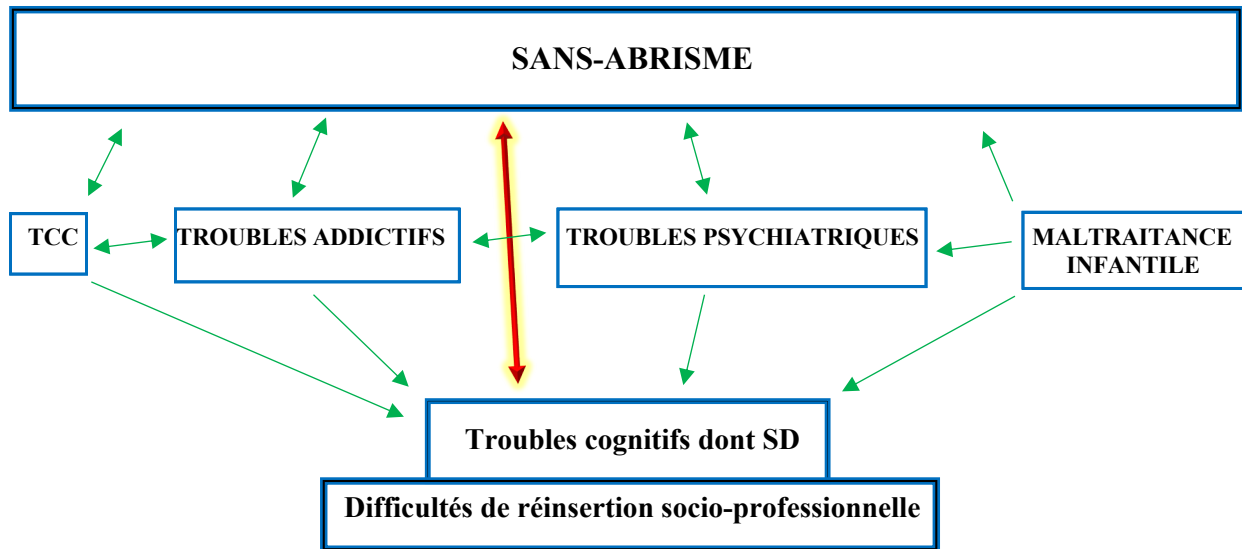 SANS-ABRISME
TCC
TROUBLES ADDICTIFS
TROUBLES PSYCHIATRIQUES
MALTRAITANCE
INFANTILE
Troubles cognitifs dont SD
Difficultés de réinsertion socio-professionnelle